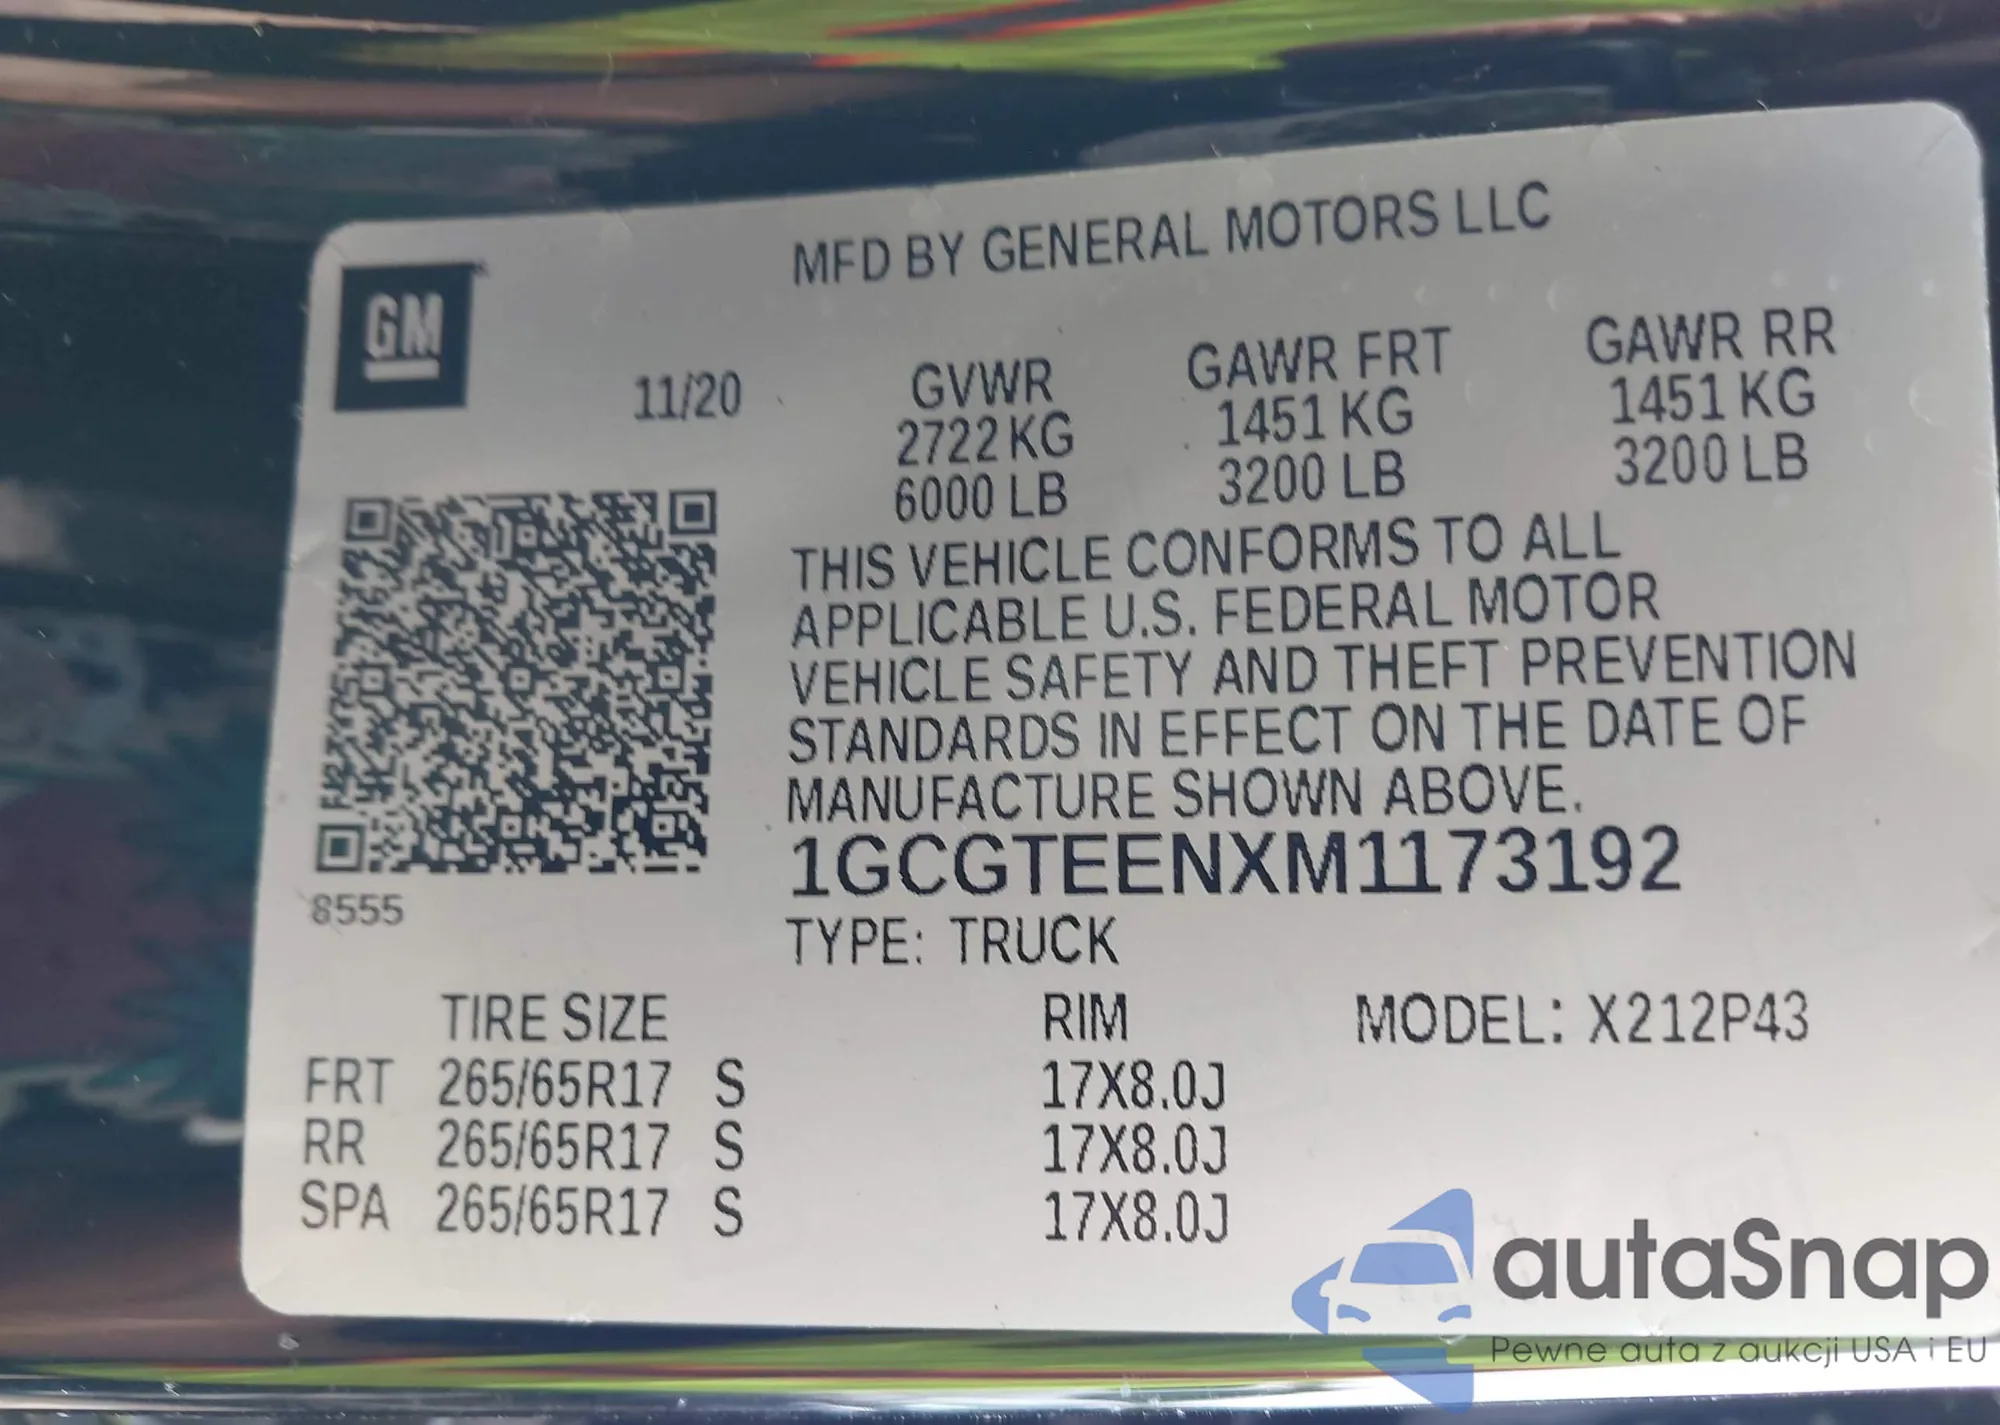 MFD BY GENERAL MOTORS LLC
GM
11/20
GVWR GAWR FRT GAWR RR
2722 KG 1451 KG 1451 KG
6000 LB 3200 LB 3200 LB
THIS VEHICLE CONFORMS TO ALL
APPLICABLE U.S. FEDERAL MOTOR
VEHICLE SAFETY AND THEFT PREVENTION
STANDARDS IN EFFECT ON THE DATE OF
MANUFACTURE SHOWN ABOVE.
1GCGTEENXM1173192
8555
TYPE: TRUCK
TIRE SIZE RIM MODEL: X212P43
FRT 265/65R17 S 17X8.0J
RR 265/65R17 S 17X8.0J
SPA 265/65R17 S 17X8.0J
autaSnap
Pewne auta z aukcji USA i EU